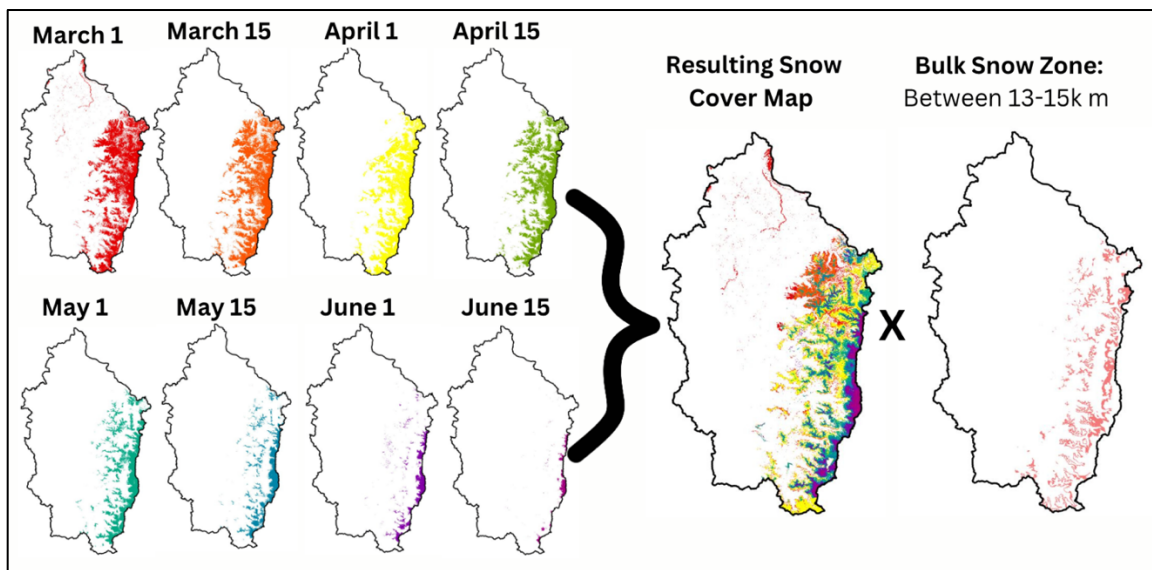 March 1
March 15
April 1
April 15
May 1
May 15
June 1
June 15
Resulting Snow
Cover Map
X
Bulk Snow Zone:
Between 13-15k m